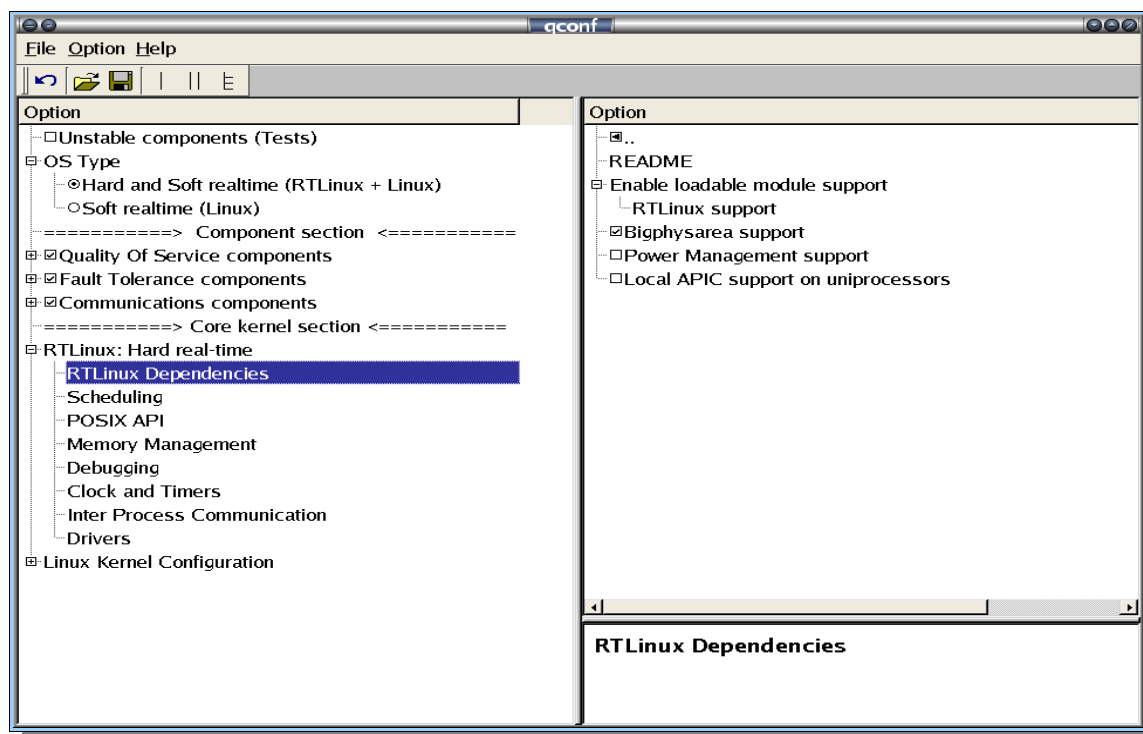 qconf
File Option Help
Option
Unstable components (Tests)
OS Type
Hard and Soft realtime (RTLinux + Linux)
Soft realtime (Linux)
===========> Component section <===========
Quality Of Service components
Fault Tolerance components
Communications components
===========> Core kernel section <===========
RTLinux: Hard real-time
RTLinux Dependencies
Scheduling
POSIX API
Memory Management
Debugging
Clock and Timers
Inter Process Communication
Drivers
Linux Kernel Configuration
Option
..
README
Enable loadable module support
RTLinux support
Bigphysarea support
Power Management support
Local APIC support on uniprocessors
RTLinux Dependencies